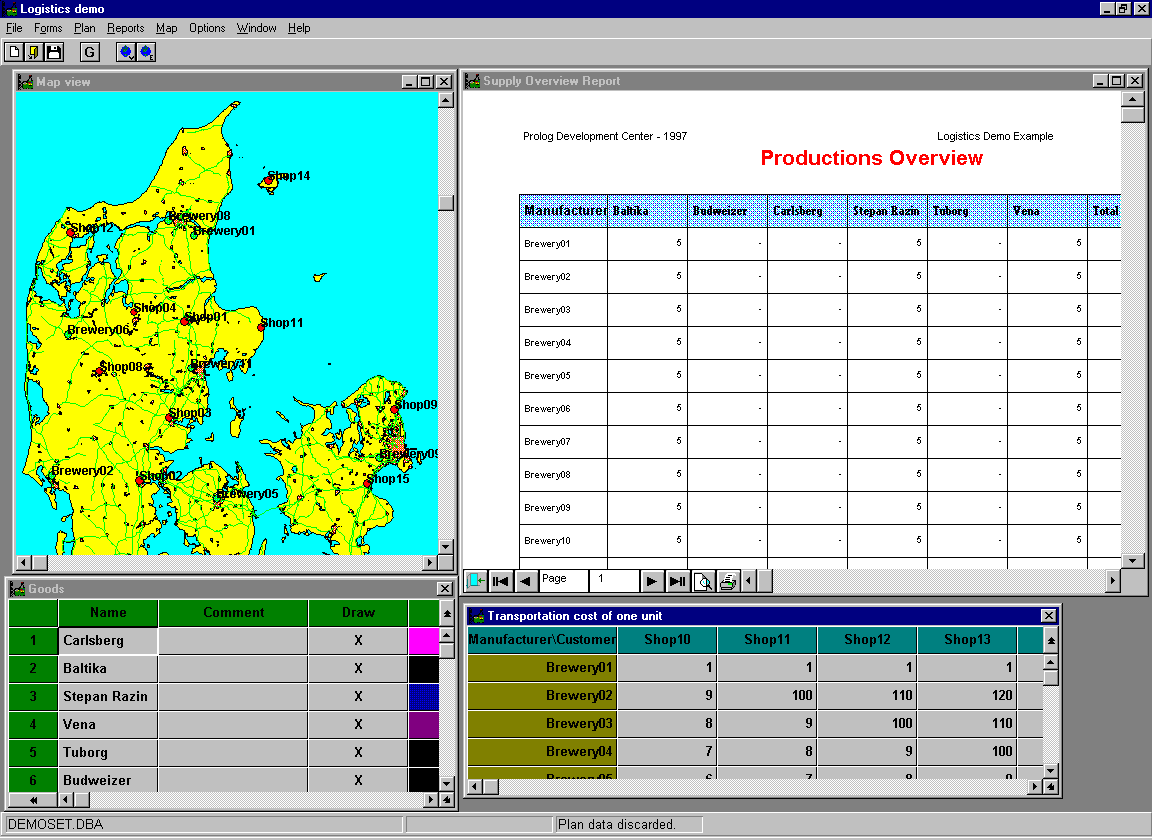 Logistics demo
File Forms Plan Reports Map Options Window Help
G
Map view
Shop14
Brewery08
Shop12
Brewery01
Shop04
Shop01
Shop11
Brewery06
Brewery11
Shop08
Shop09
Shop03
Brewery09
Brewery02
Shop02
Shop15
Brewery05
Supply Overview Report
Prolog Development Center - 1997 Logistics Demo Example
Productions Overview
Manufacturer Baltika Budweizer Carlsberg Stepan Razin Tuborg Vena Total
Brewery01 5 - - 5 - 5
Brewery02 5 - - 5 - 5
Brewery03 5 - - 5 - 5
Brewery04 5 - - 5 - 5
Brewery05 5 - - 5 - 5
Brewery06 5 - - 5 - 5
Brewery07 5 - - 5 - 5
Brewery08 5 - - 5 - 5
Brewery09 5 - - 5 - 5
Brewery10 5 - - 5 - 5
Page 1
Goods
Name Comment Draw
1 Carlsberg X
2 Baltika X
3 Stepan Razin X
4 Vena X
5 Tuborg X
6 Budweizer X
Transportation cost of one unit
Manufacturer\Customer Shop10 Shop11 Shop12 Shop13
Brewery01 1 1 1 1
Brewery02 9 100 110 120
Brewery03 8 9 100 110
Brewery04 7 8 9 100
DEMOSET.DBA Plan data discarded.